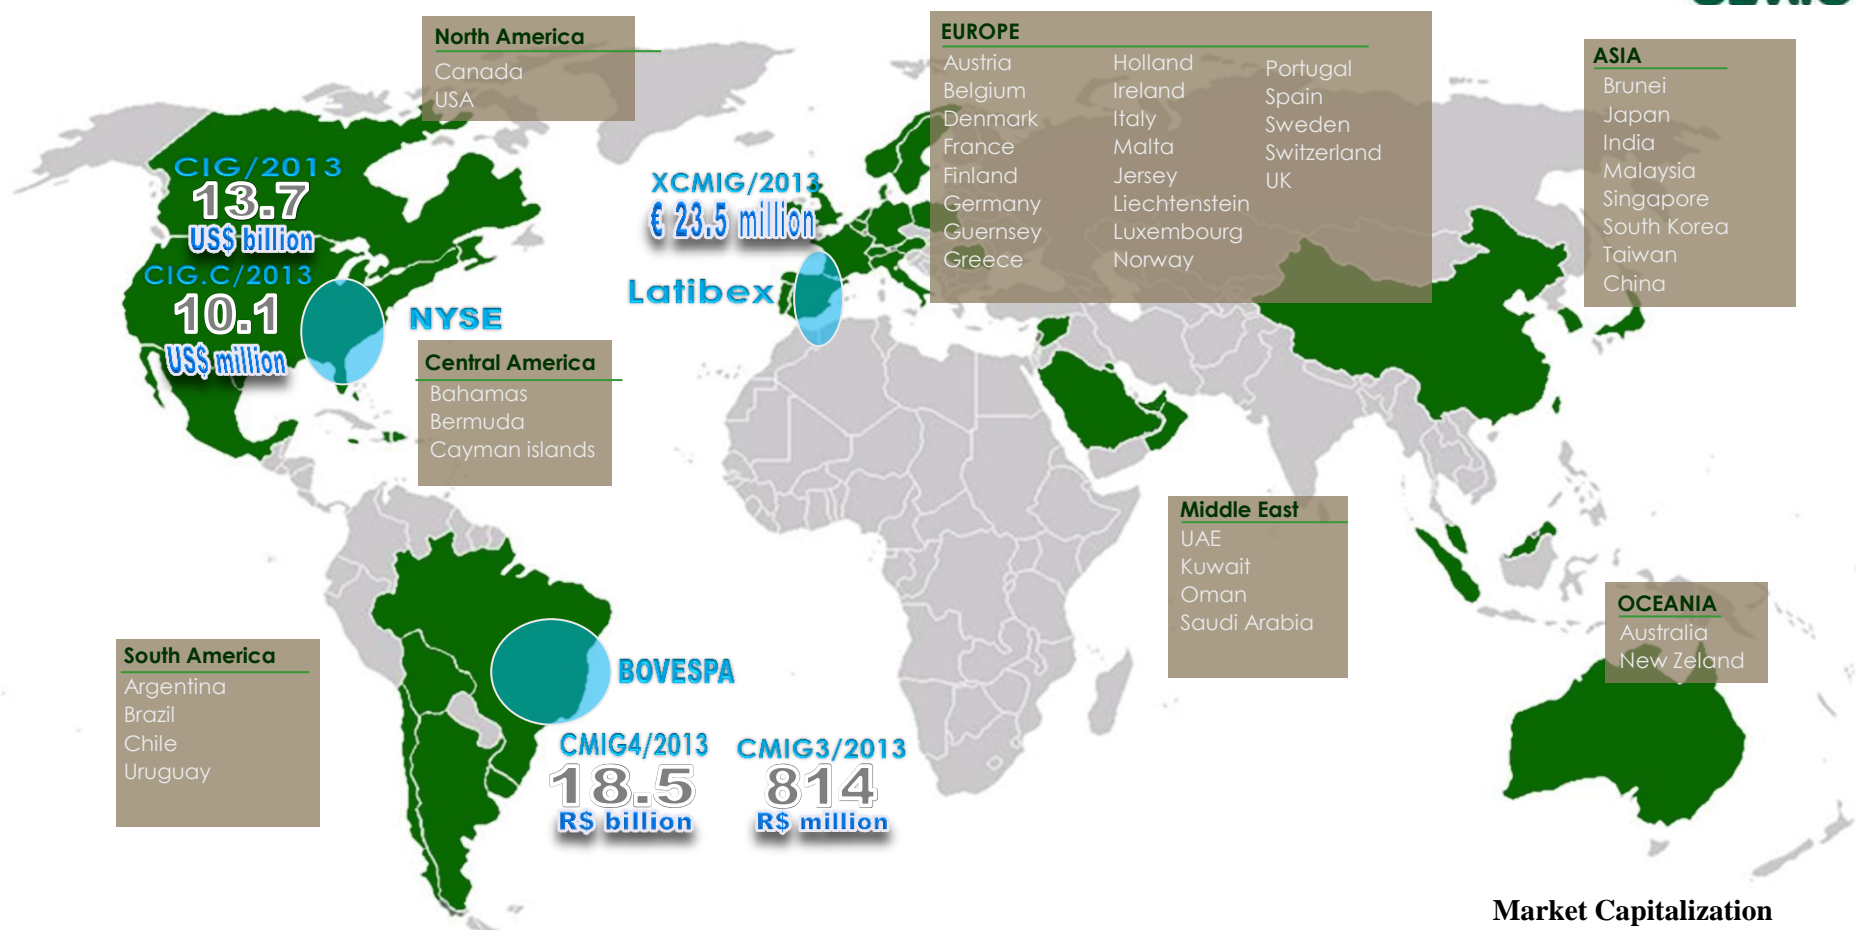 North America
Canada
USA
EUROPE
Austria
Belgium
Denmark
France
Finland
Germany
Guernsey
Greece
Holland
Ireland
Italy
Malta
Jersey
Liechtenstein
Luxembourg
Norway
Portugal
Spain
Sweden
Switzerland
UK
ASIA
Brunei
Japan
India
Malaysia
Singapore
South Korea
Taiwan
China
CIG/2013
13.7
US$ billion
CIG.C/2013
10.1
US$ million
NYSE
XCMIG/2013
€ 23.5 million
Latibex
Central America
Bahamas
Bermuda
Cayman islands
Middle East
UAE
Kuwait
Oman
Saudi Arabia
OCEANIA
Australia
New Zeland
South America
Argentina
Brazil
Chile
Uruguay
BOVESPA
CMIG4/2013
18.5
R$ billion
CMIG3/2013
814
R$ million
Market Capitalization